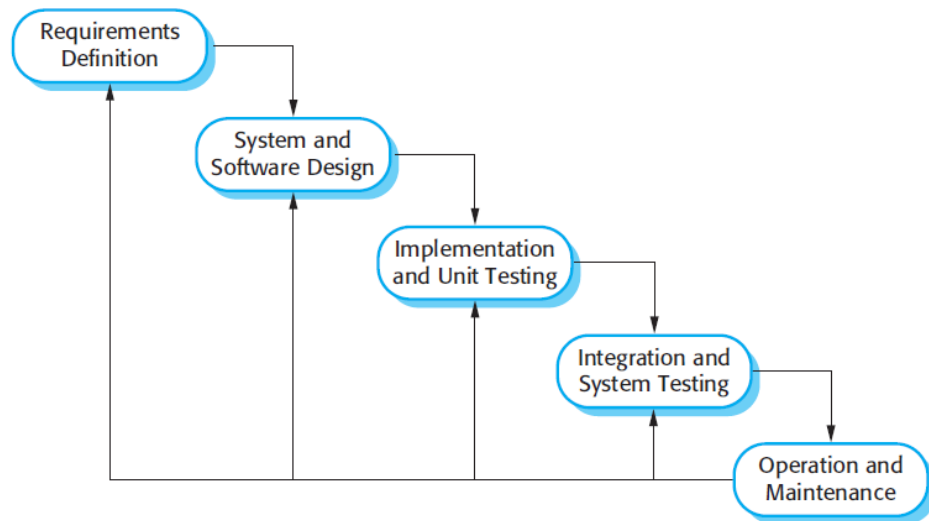 Requirements
Definition
System and
Software Design
Implementation
and Unit Testing
Integration and
System Testing
Operation and
Maintenance